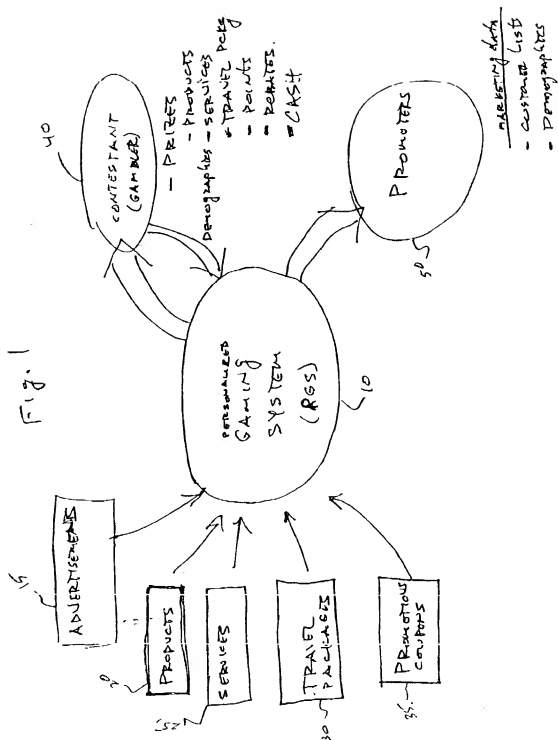 Fig. 1
15
ADVERTISEMENTS
20
PRODUCTS
25.
SERVICES
30
TRAVEL
PACKAGES
35.
PROMOTIOUS
COUPONS
PERSONALIZED
GAMING
SYSTEM
(PGS)
10
40
CONTESTANT
(GAMBLER)
- PRIZES
- PRODUCTS
Demographics - SERVICES
- TRAVEL PCKG
- POINTS
- REBATES.
- CASH
PROMOTERS
50
MARKETING DATA
- CUSTOMER LISTS
- Demographics